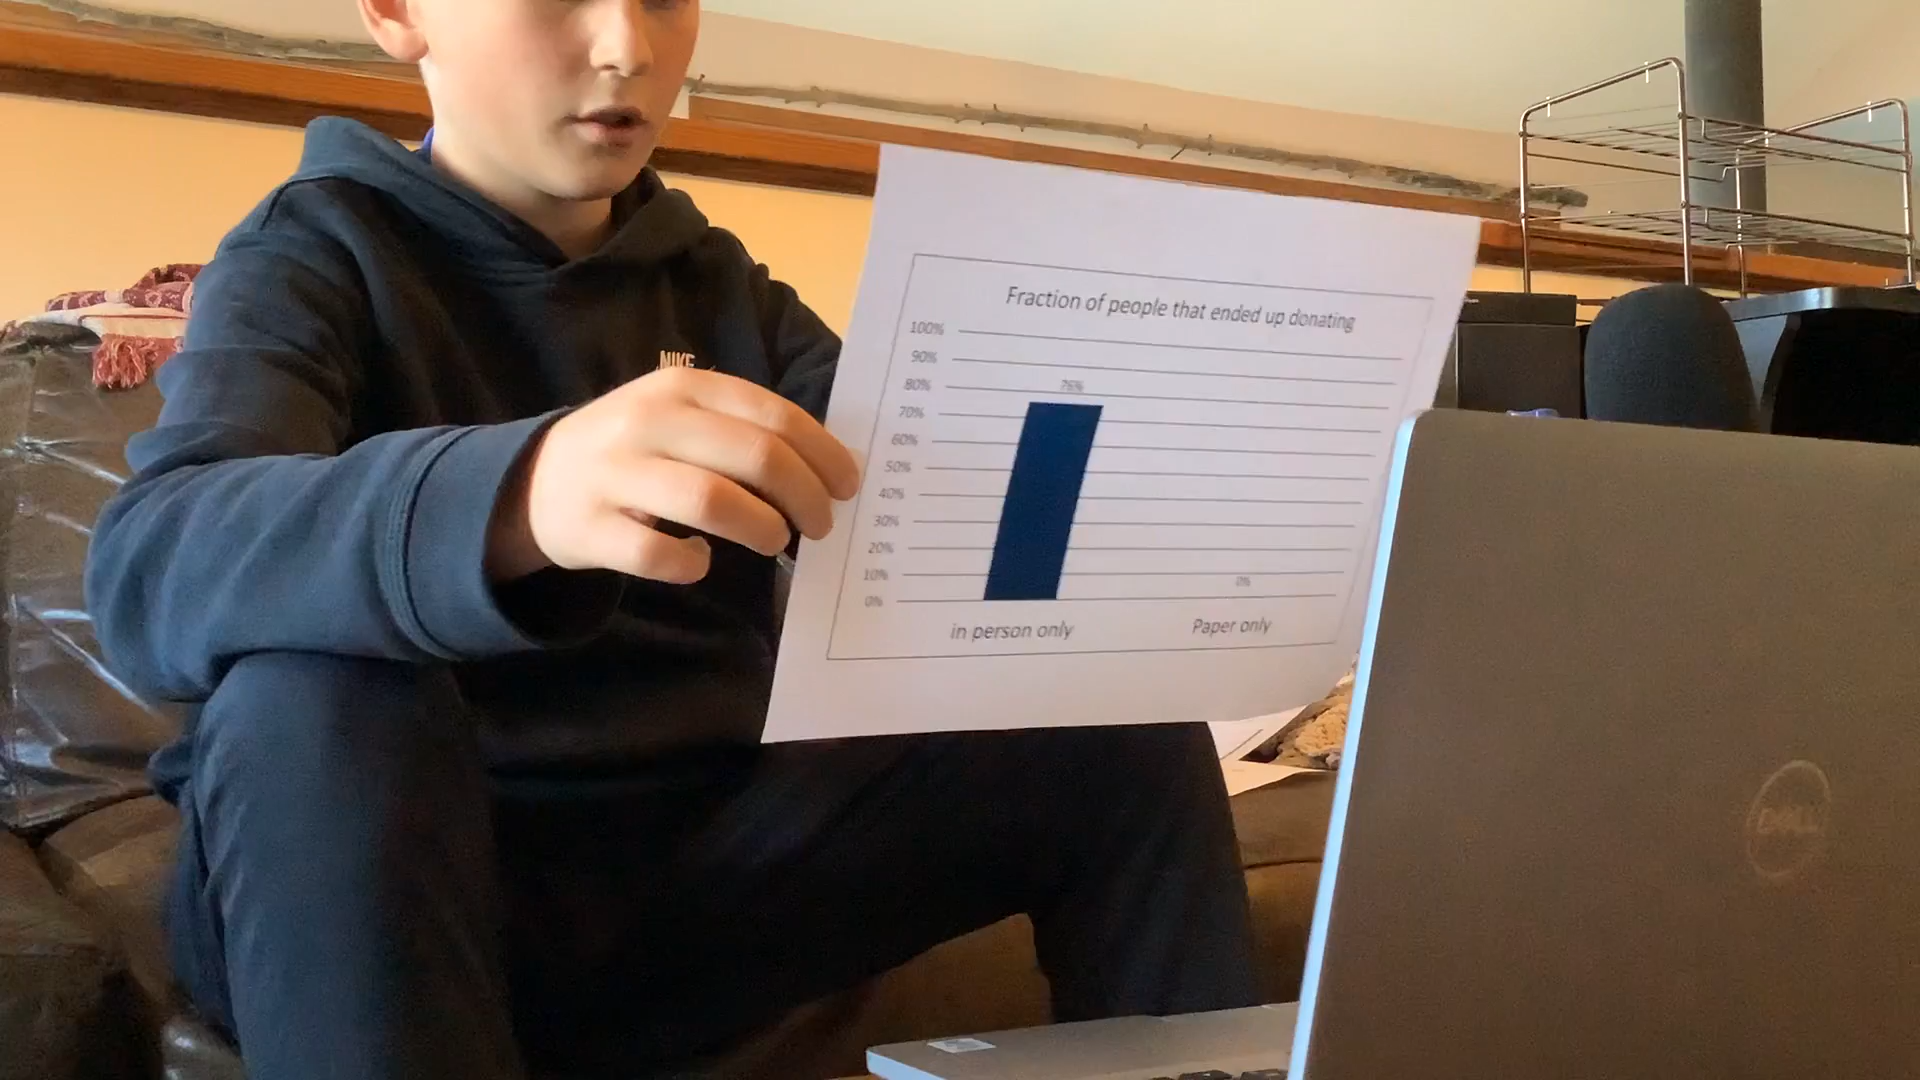 NIKE
Fraction of people that ended up donating
100%
90%
80%
76%
70%
60%
50%
40%
30%
20%
10%
0%
0%
in person only
Paper only
DELL